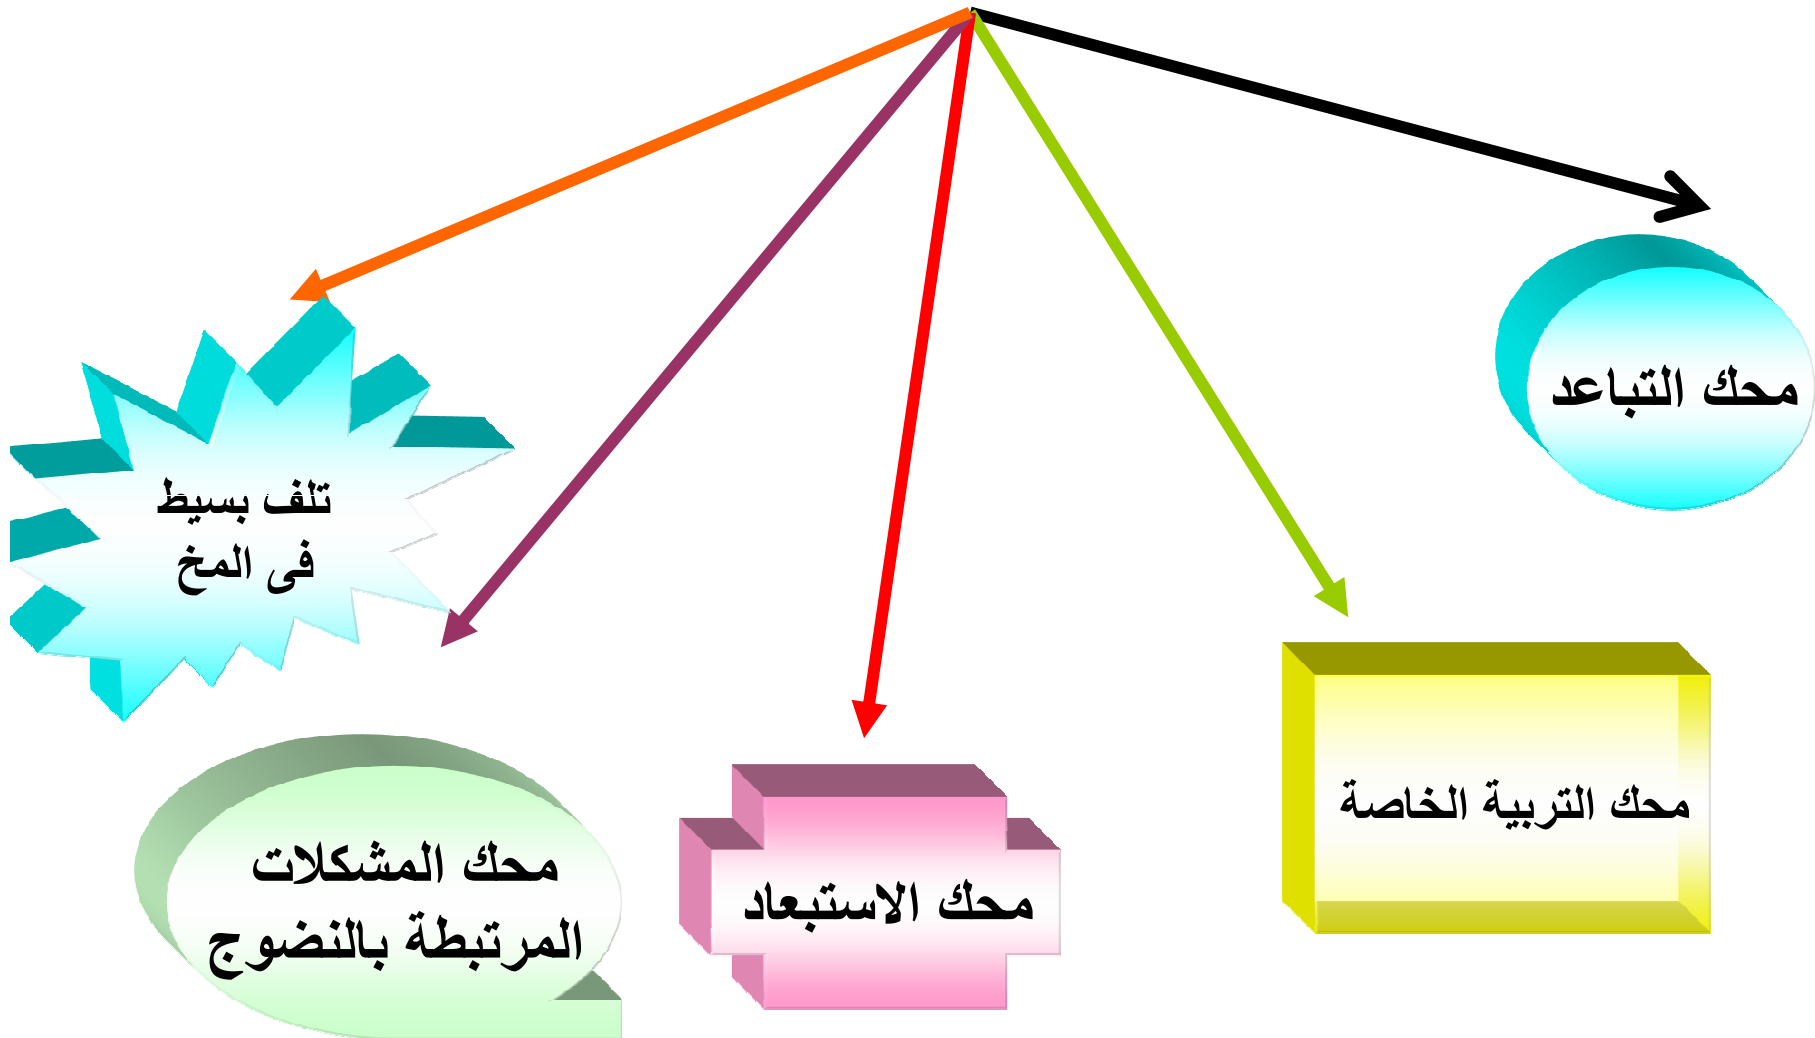 محك التباعد
محك التربية الخاصة
محك الاستبعاد
محك المشكلات
المرتبطة بالنضوج
تلف بسيط
فى المخ